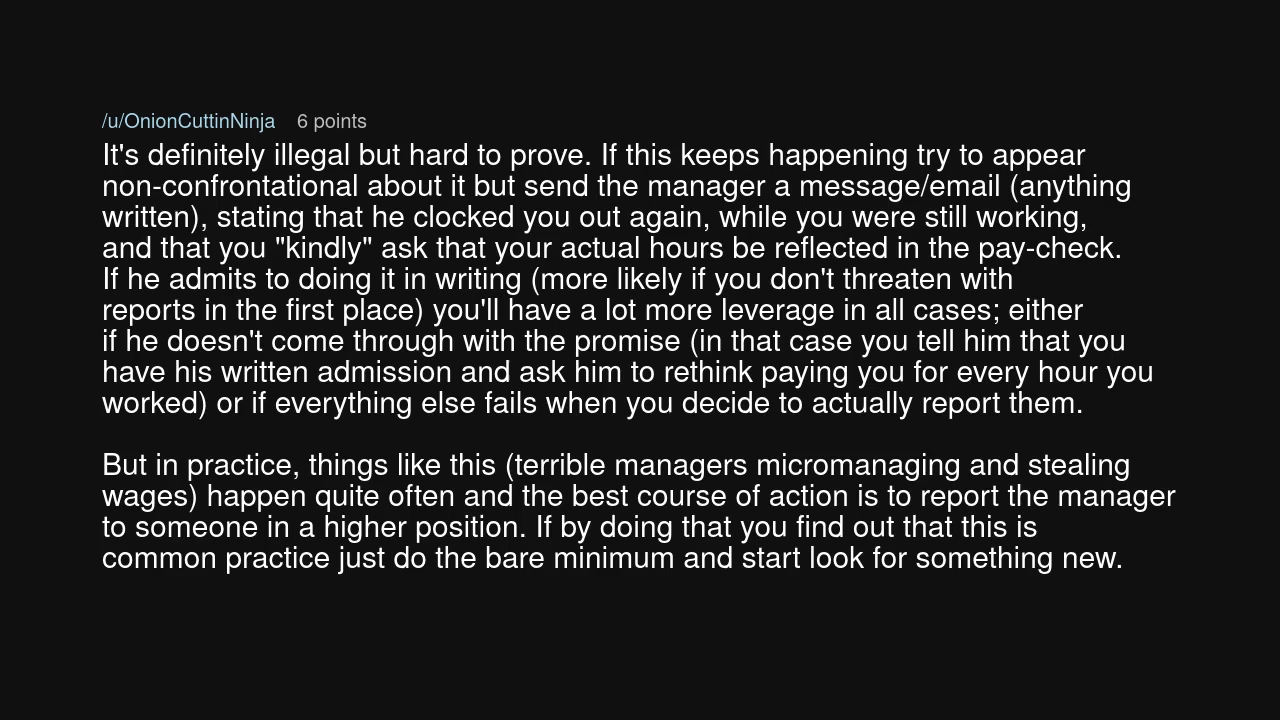 /u/OnionCuttinNinja 6 points
It's definitely illegal but hard to prove. If this keeps happening try to appear
non-confrontational about it but send the manager a message/email (anything
written), stating that he clocked you out again, while you were still working,
and that you "kindly" ask that your actual hours be reflected in the pay-check.
If he admits to doing it in writing (more likely if you don't threaten with
reports in the first place) you'll have a lot more leverage in all cases; either
if he doesn't come through with the promise (in that case you tell him that you
have his written admission and ask him to rethink paying you for every hour you
worked) or if everything else fails when you decide to actually report them.
But in practice, things like this (terrible managers micromanaging and stealing
wages) happen quite often and the best course of action is to report the manager
to someone in a higher position. If by doing that you find out that this is
common practice just do the bare minimum and start look for something new.